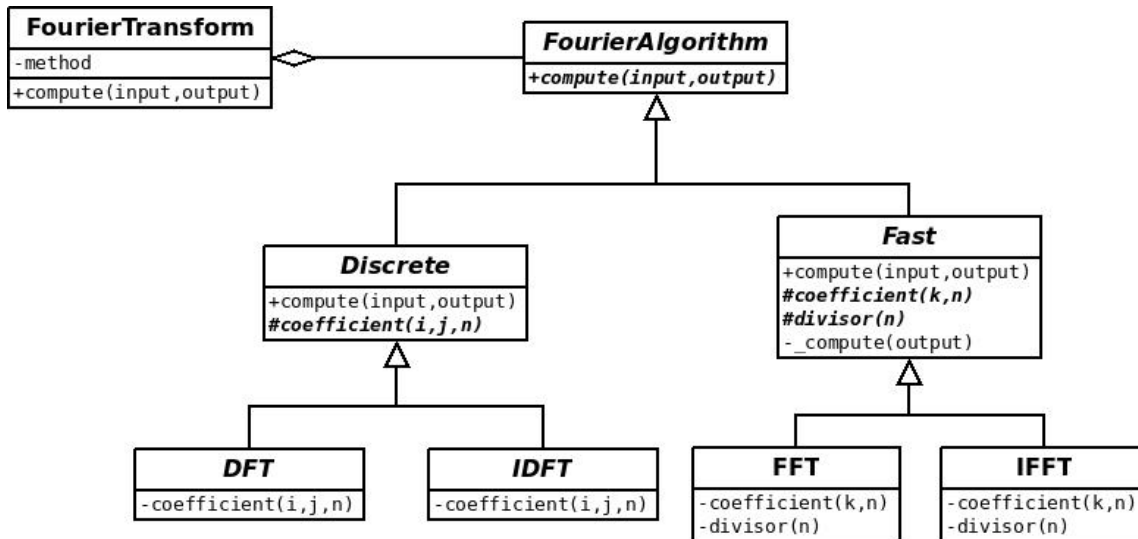 FourierTransform
-method
+compute(input,output)
FourierAlgorithm
+compute(input,output)
Discrete
+compute(input,output)
#coefficient(i,j,n)
Fast
+compute(input,output)
#coefficient(k,n)
#divisor(n)
-_compute(output)
DFT
-coefficient(i,j,n)
IDFT
-coefficient(i,j,n)
FFT
-coefficient(k,n)
-divisor(n)
IFFT
-coefficient(k,n)
-divisor(n)